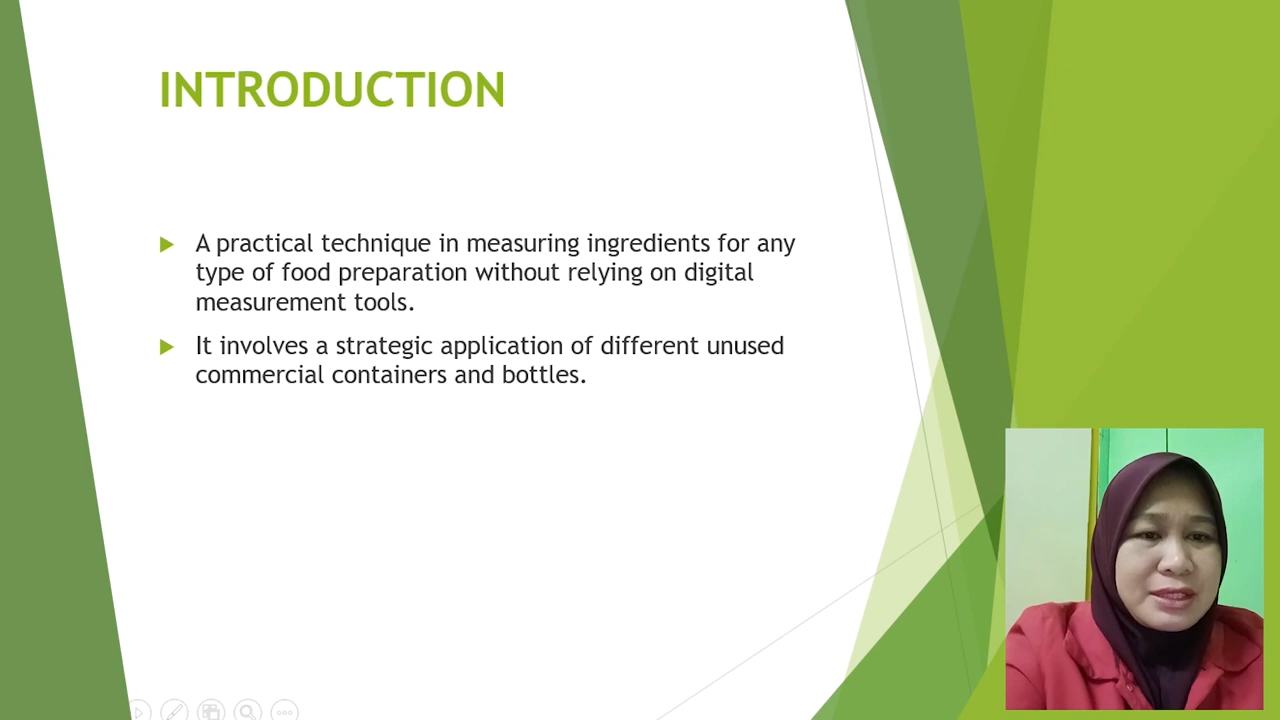 INTRODUCTION
A practical technique in measuring ingredients for any
type of food preparation without relying on digital
measurement tools.
It involves a strategic application of different unused
commercial containers and bottles.